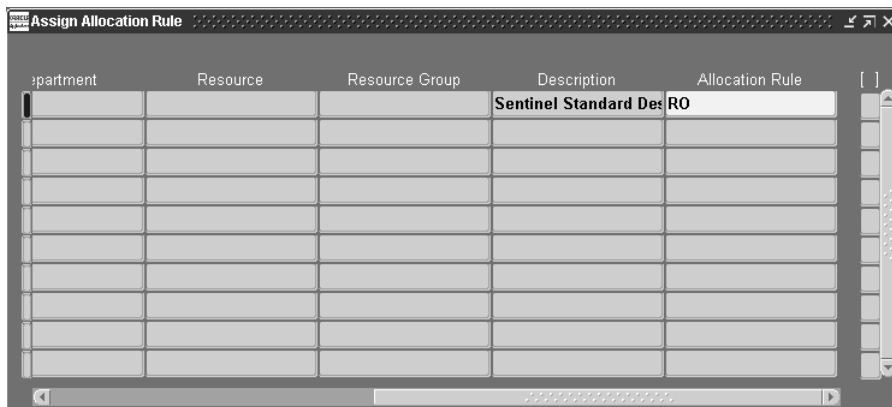 Assign Allocation Rule
epartment Resource Resource Group Description Allocation Rule [ ]
Sentinel Standard Des RO